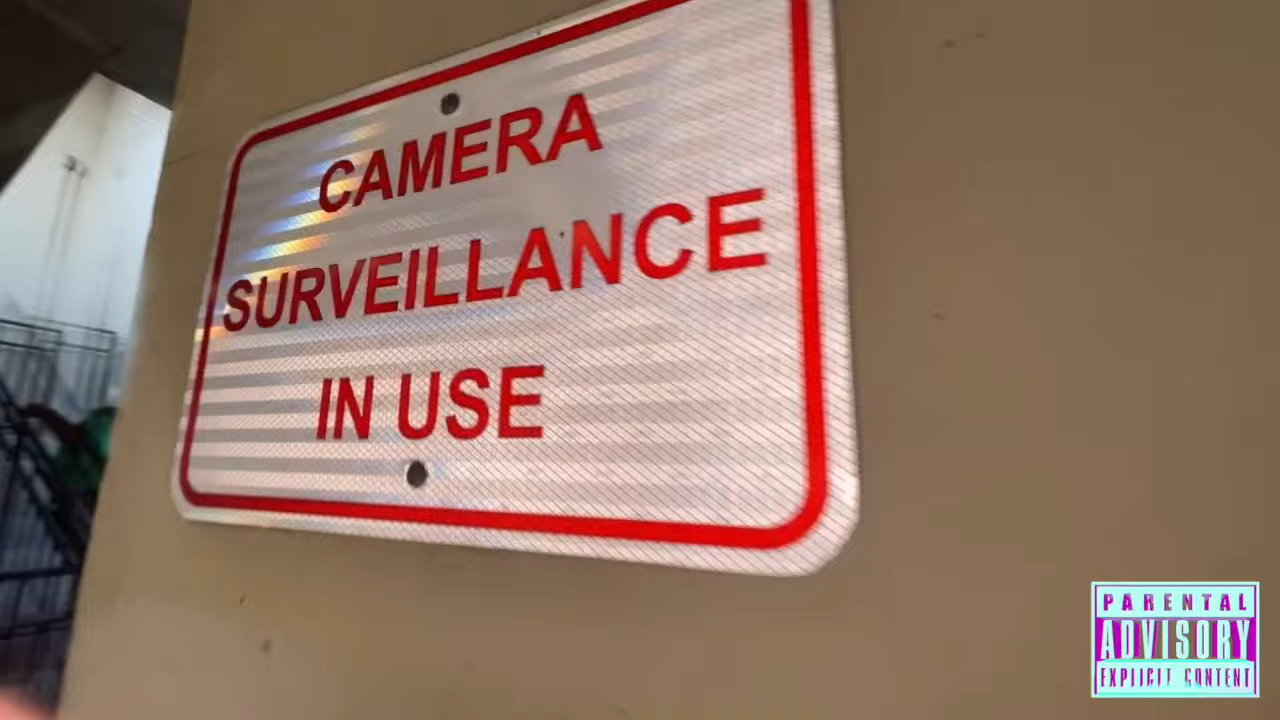 CAMERA
SURVEILLANCE
IN USE
PARENTAL
ADVISORY
EXPLICIT CONTENT